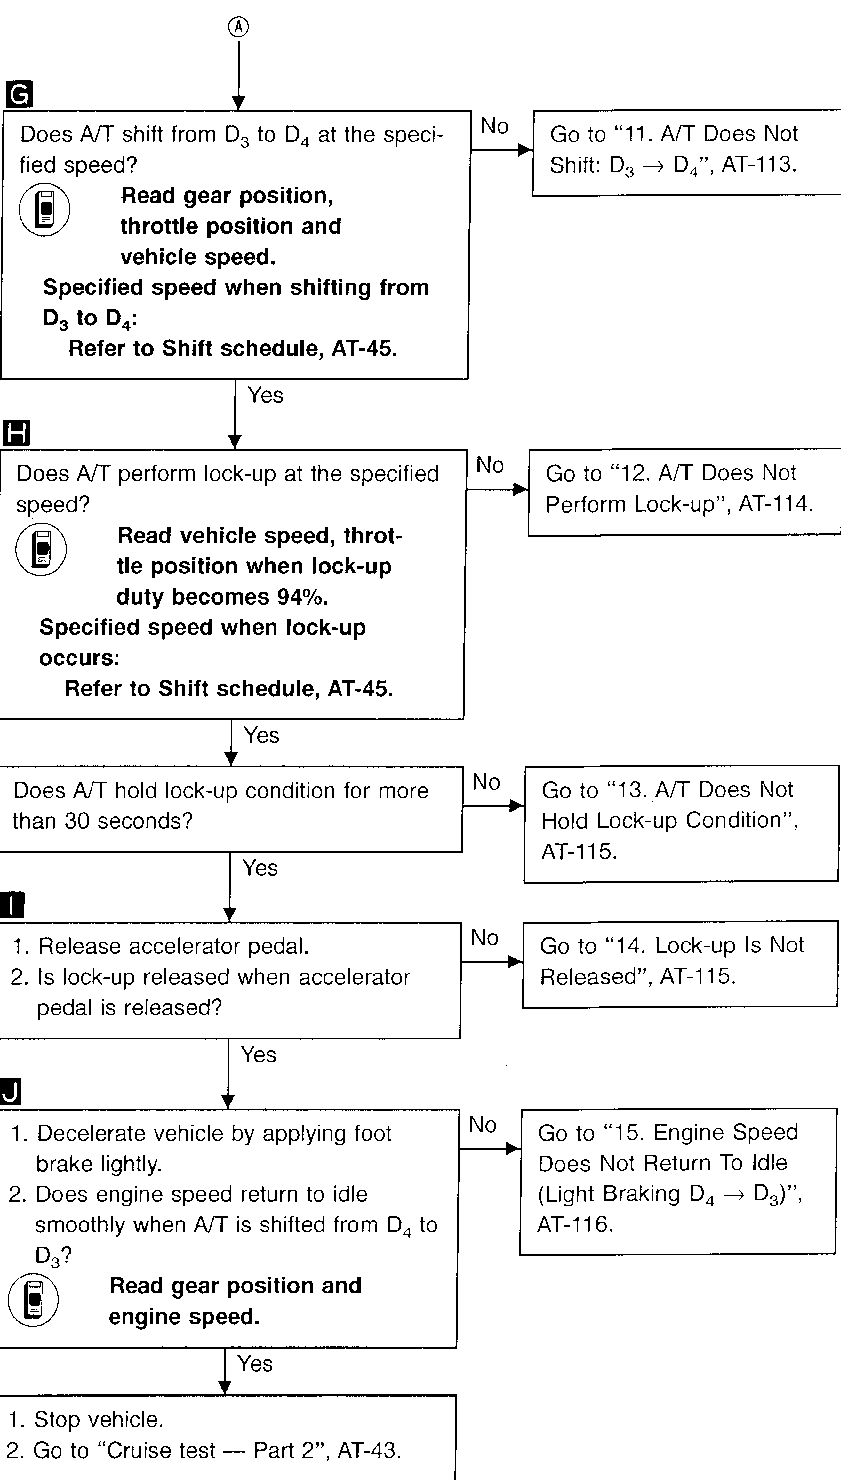 A
G
Does A/T shift from D3 to D4 at the speci-
fied speed?
Read gear position,
throttle position and
vehicle speed.
Specified speed when shifting from
D3 to D4:
Refer to Shift schedule, AT-45.
No
Go to “11. A/T Does Not
Shift: D3 → D4”, AT-113.
Yes
H
Does A/T perform lock-up at the specified
speed?
Read vehicle speed, throt-
tle position when lock-up
duty becomes 94%.
Specified speed when lock-up
occurs:
Refer to Shift schedule, AT-45.
No
Go to “12. A/T Does Not
Perform Lock-up”, AT-114.
Yes
Does A/T hold lock-up condition for more
than 30 seconds?
No
Go to “13. A/T Does Not
Hold Lock-up Condition”,
AT-115.
Yes
I
1. Release accelerator pedal.
2. Is lock-up released when accelerator
pedal is released?
No
Go to “14. Lock-up Is Not
Released”, AT-115.
Yes
J
1. Decelerate vehicle by applying foot
brake lightly.
2. Does engine speed return to idle
smoothly when A/T is shifted from D4 to
D3?
Read gear position and
engine speed.
No
Go to “15. Engine Speed
Does Not Return To Idle
(Light Braking D4 → D3)”,
AT-116.
Yes
1. Stop vehicle.
2. Go to “Cruise test — Part 2”, AT-43.